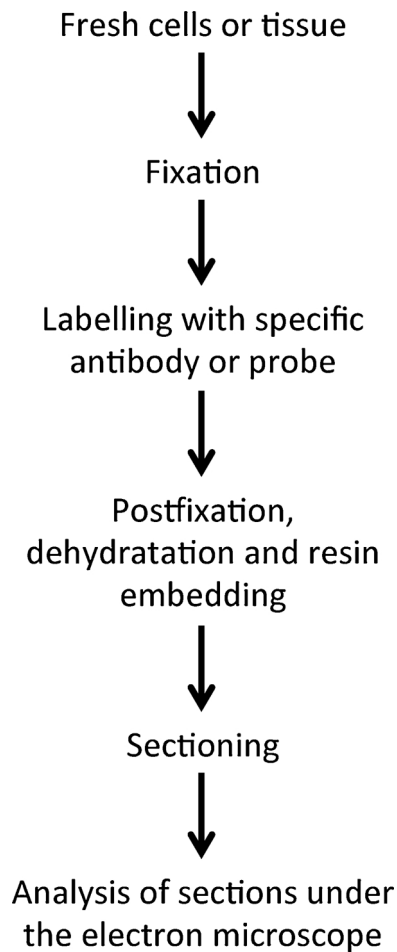 Fresh cells or tissue
Fixation
Labelling with specific
antibody or probe
Postfixation,
dehydratation and resin
embedding
Sectioning
Analysis of sections under
the electron microscope